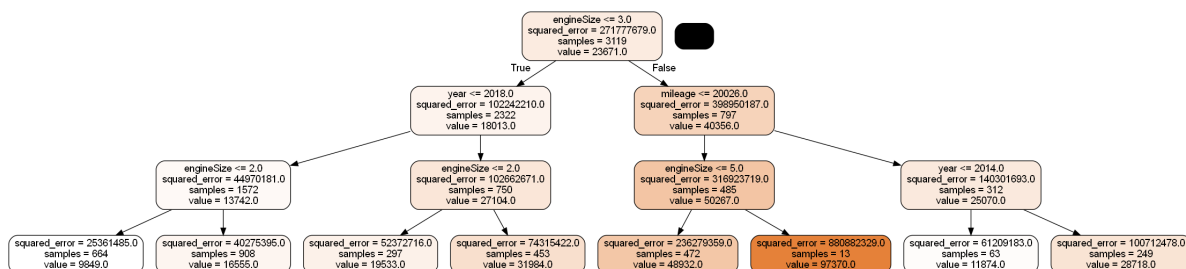 engineSize <= 3.0
squared_error = 271777679.0
samples = 3119
value = 23671.0
True
False
year <= 2018.0
squared_error = 102242210.0
samples = 2322
value = 18013.0
mileage <= 20026.0
squared_error = 398950187.0
samples = 797
value = 40356.0
engineSize <= 2.0
squared_error = 44970181.0
samples = 1572
value = 13742.0
engineSize <= 2.0
squared_error = 102662671.0
samples = 750
value = 27104.0
engineSize <= 5.0
squared_error = 316923719.0
samples = 485
value = 50267.0
year <= 2014.0
squared_error = 140301693.0
samples = 312
value = 25070.0
squared_error = 25361485.0
samples = 664
value = 9849.0
squared_error = 40275395.0
samples = 908
value = 16555.0
squared_error = 52372716.0
samples = 297
value = 19533.0
squared_error = 74315422.0
samples = 453
value = 31984.0
squared_error = 236279359.0
samples = 472
value = 48932.0
squared_error = 880882329.0
samples = 13
value = 97370.0
squared_error = 61209183.0
samples = 63
value = 11874.0
squared_error = 100712478.0
samples = 249
value = 28718.0